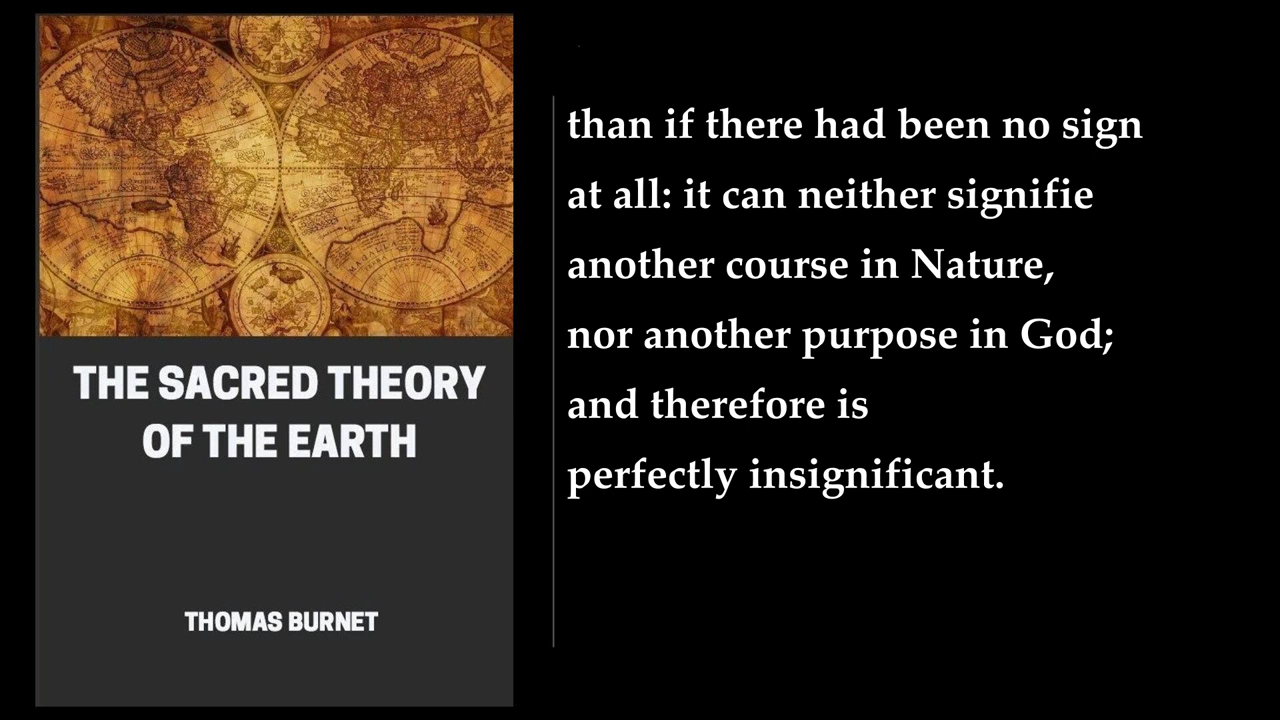 THE SACRED THEORY
OF THE EARTH
THOMAS BURNET
than if there had been no sign
at all: it can neither signifie
another course in Nature,
nor another purpose in God;
and therefore is
perfectly insignificant.